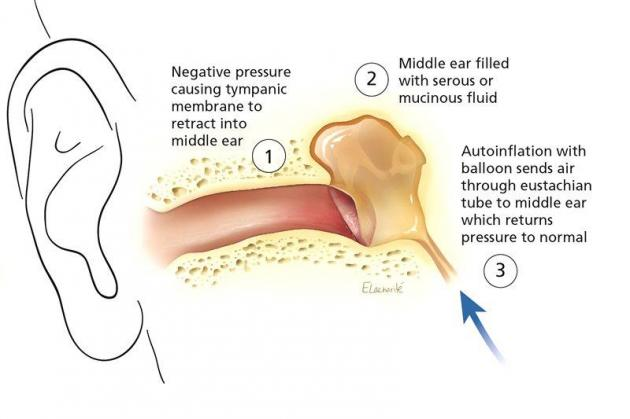 Negative pressure
causing tympanic
membrane to
retract into
middle ear
1
2
Middle ear filled
with serous or
mucinous fluid
Autoinflation with
balloon sends air
through eustachian
tube to middle ear
which returns
pressure to normal
3